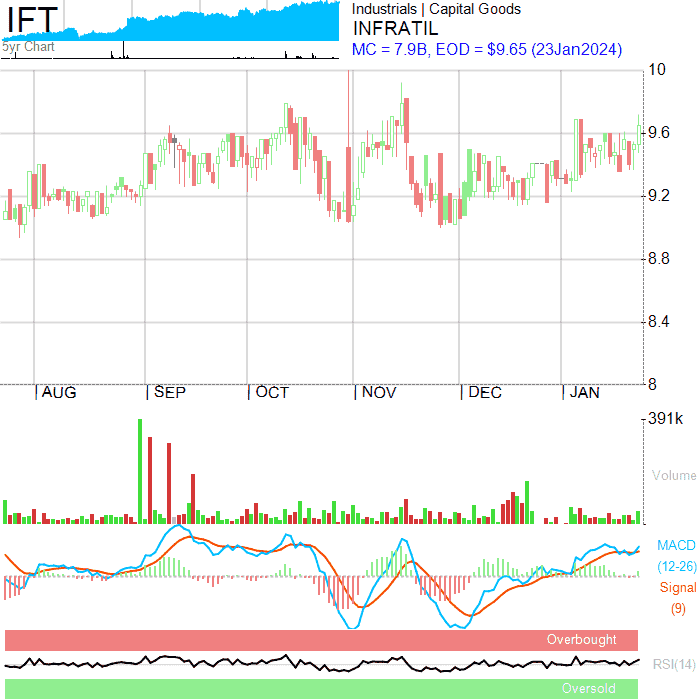 IFT
5yr Chart
Industrials | Capital Goods
INFRATIL
MC = 7.9B, EOD = $9.65 (23Jan2024)
10
9.6
9.2
8.8
8.4
8
AUG SEP OCT NOV DEC JAN
391k
Volume
MACD
(12-26)
Signal
(9)
Overbought
RSI(14)
Oversold